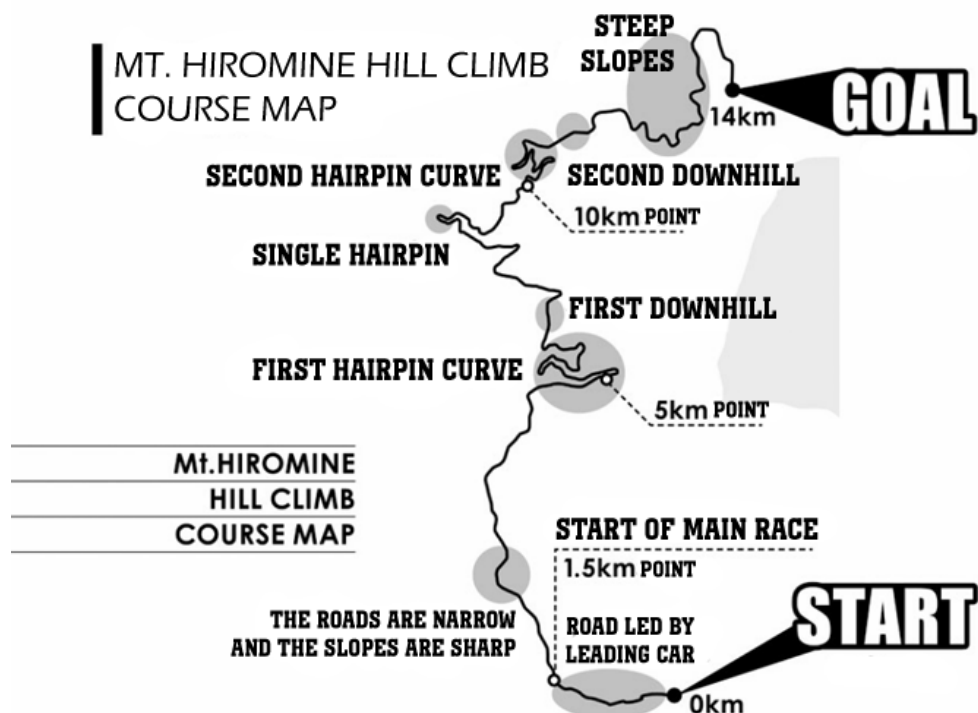 MT. HIROMINE HILL CLIMB
COURSE MAP
STEEP
SLOPES
GOAL
14km
SECOND HAIRPIN CURVE
SECOND DOWNHILL
10km POINT
SINGLE HAIRPIN
FIRST DOWNHILL
FIRST HAIRPIN CURVE
5km POINT
Mt.HIROMINE
HILL CLIMB
COURSE MAP
START OF MAIN RACE
1.5km POINT
THE ROADS ARE NARROW
AND THE SLOPES ARE SHARP
ROAD LED BY
LEADING CAR
START
0km